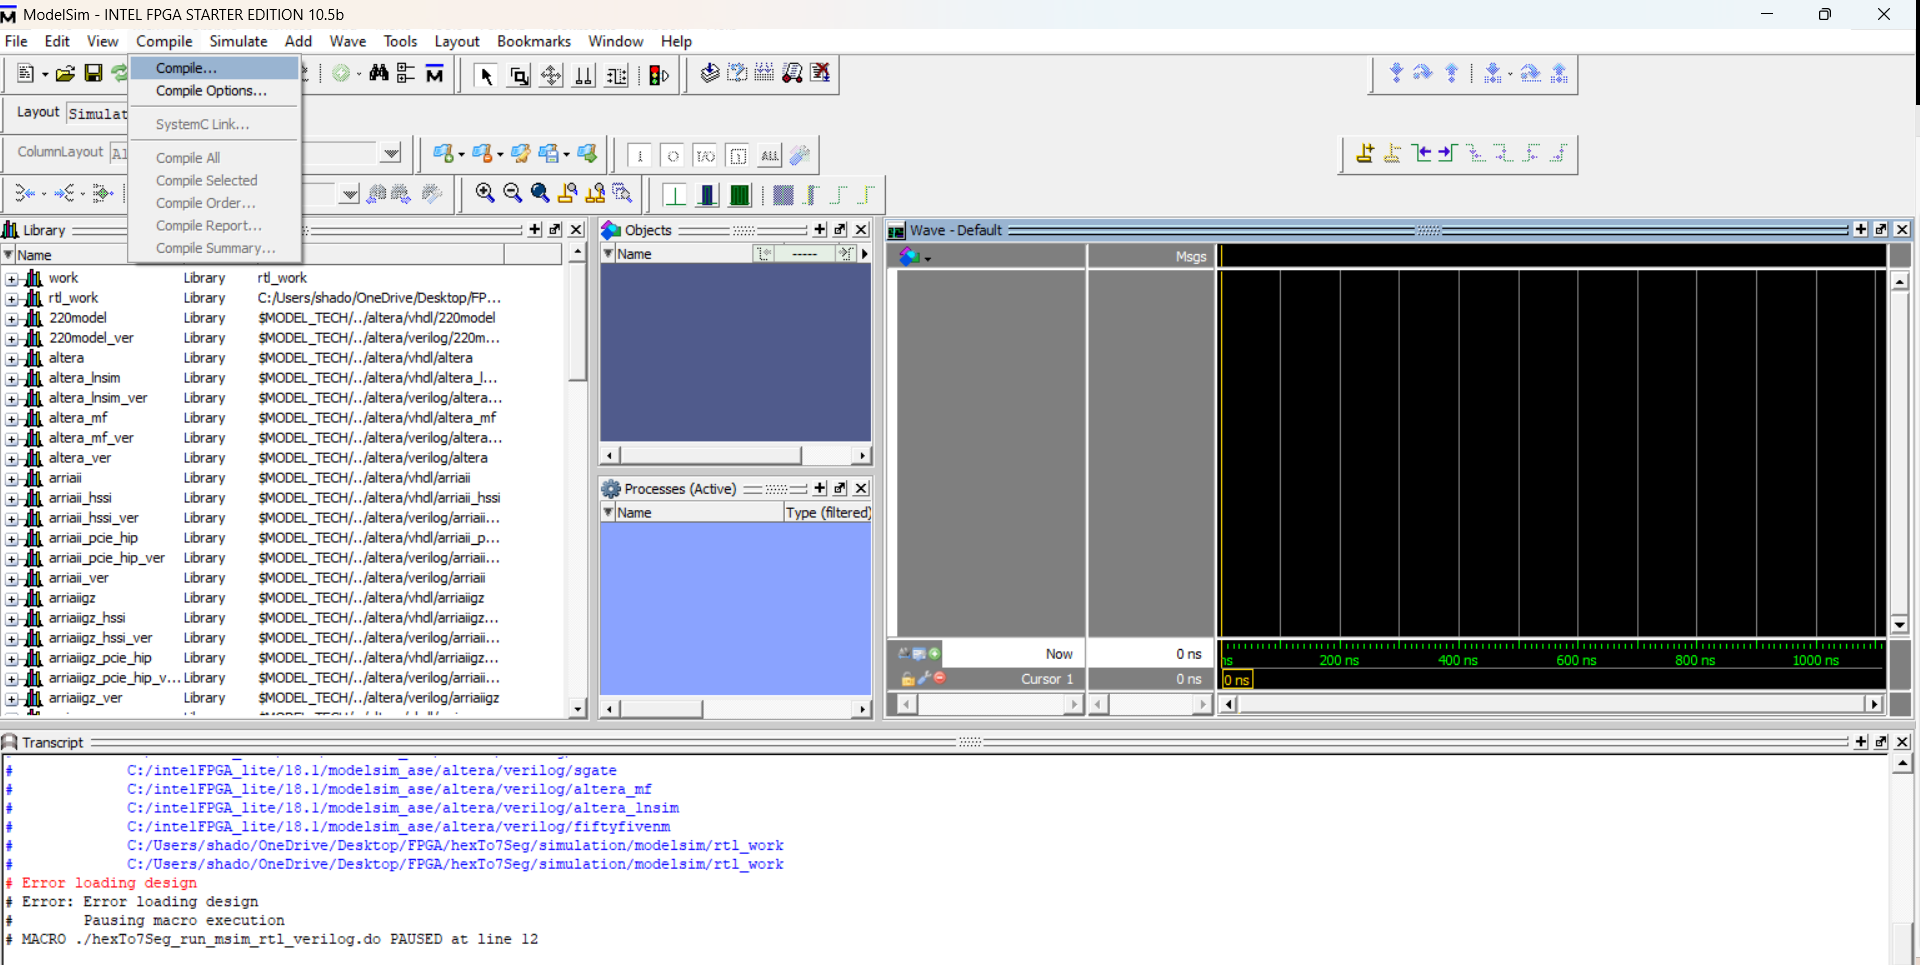 ModelSim - INTEL FPGA STARTER EDITION 10.5b
File Edit View Compile Simulate Add Wave Tools Layout Bookmarks Window Help
Compile...
Compile Options...
SystemC Link...
Compile All
Compile Selected
Compile Order...
Compile Report...
Compile Summary...
Layout Simulat
ColumnLayout Al
I/O
ALL
Library
Name
work Library rtl_work
rtl_work Library C:/Users/shado/OneDrive/Desktop/FP...
220model Library $MODEL_TECH/../altera/vhdl/220model
220model_ver Library $MODEL_TECH/../altera/verilog/220m...
altera Library $MODEL_TECH/../altera/vhdl/altera
altera_lnsim Library $MODEL_TECH/../altera/vhdl/altera_l...
altera_lnsim_ver Library $MODEL_TECH/../altera/verilog/altera...
altera_mf Library $MODEL_TECH/../altera/vhdl/altera_mf
altera_mf_ver Library $MODEL_TECH/../altera/verilog/altera...
altera_ver Library $MODEL_TECH/../altera/verilog/altera
arriaii Library $MODEL_TECH/../altera/vhdl/arriaii
arriaii_hssi Library $MODEL_TECH/../altera/vhdl/arriaii_hssi
arriaii_hssi_ver Library $MODEL_TECH/../altera/verilog/arriaii...
arriaii_pcie_hip Library $MODEL_TECH/../altera/vhdl/arriaii_p...
arriaii_pcie_hip_ver Library $MODEL_TECH/../altera/verilog/arriaii...
arriaii_ver Library $MODEL_TECH/../altera/verilog/arriaii
arriaiigz Library $MODEL_TECH/../altera/vhdl/arriaiigz
arriaiigz_hssi Library $MODEL_TECH/../altera/vhdl/arriaiigz...
arriaiigz_hssi_ver Library $MODEL_TECH/../altera/verilog/arriaii...
arriaiigz_pcie_hip Library $MODEL_TECH/../altera/vhdl/arriaiigz...
arriaiigz_pcie_hip_v... Library $MODEL_TECH/../altera/verilog/arriaii...
arriaiigz_ver Library $MODEL_TECH/../altera/verilog/arriaiigz
Objects
Name
Processes (Active)
Name Type (filtered)
Wave - Default
Msgs
Now 0 ns
Cursor 1 0 ns
ns 200 ns 400 ns 600 ns 800 ns 1000 ns
0 ns
Transcript
# C:/intelFPGA_lite/18.1/modelsim_ase/altera/verilog/sgate
# C:/intelFPGA_lite/18.1/modelsim_ase/altera/verilog/altera_mf
# C:/intelFPGA_lite/18.1/modelsim_ase/altera/verilog/altera_lnsim
# C:/intelFPGA_lite/18.1/modelsim_ase/altera/verilog/fiftyfivenm
# C:/Users/shado/OneDrive/Desktop/FPGA/hexTo7Seg/simulation/modelsim/rtl_work
# C:/Users/shado/OneDrive/Desktop/FPGA/hexTo7Seg/simulation/modelsim/rtl_work
# Error loading design
# Error: Error loading design
# Pausing macro execution
# MACRO ./hexTo7Seg_run_msim_rtl_verilog.do PAUSED at line 12